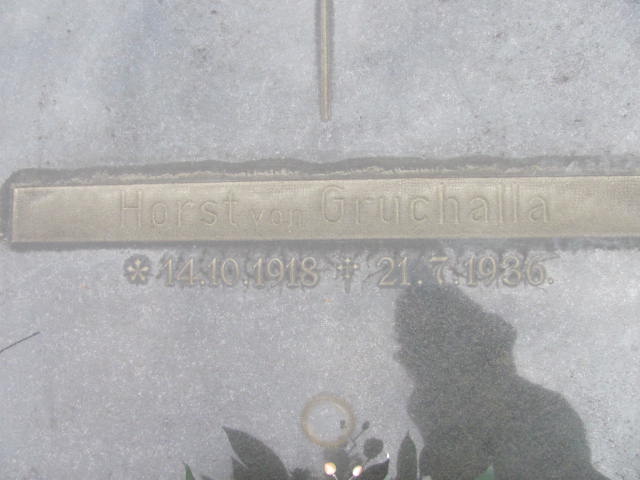 Horst von Gruchalla
* 14.10.1918 † 21.7.1936.